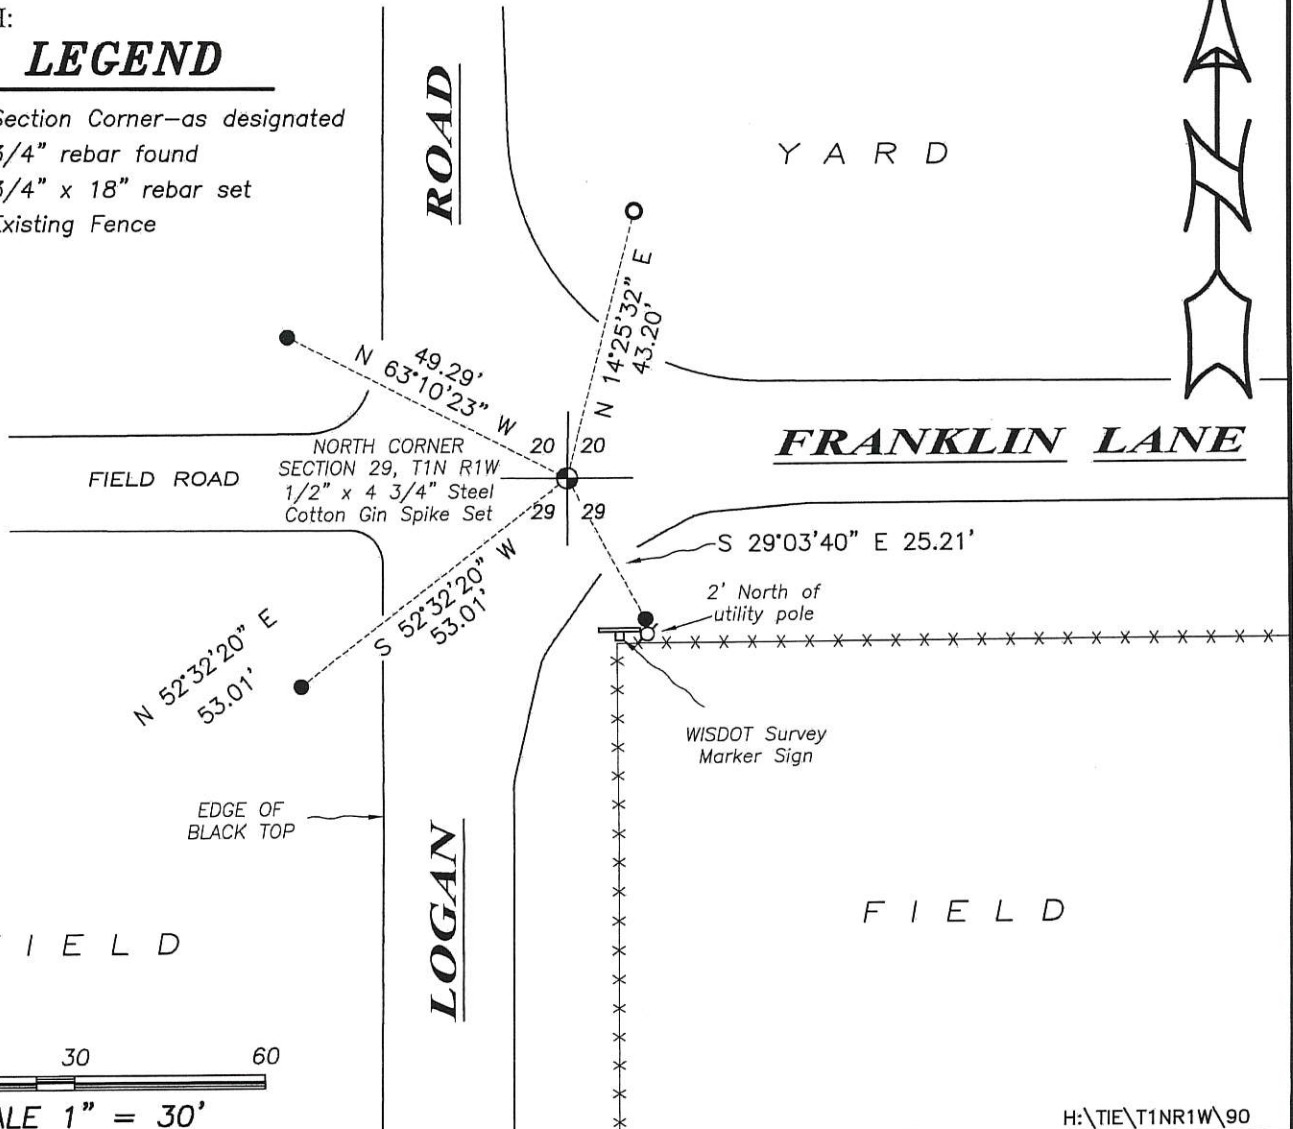 LEGEND
Section Corner-as designated
3/4" rebar found
3/4" x 18" rebar set
Existing Fence
ROAD
Y A R D
N 14°25'32" E
43.20'
49.29'
N 63°10'23" W
20 20
NORTH CORNER
SECTION 29, T1N R1W
1/2" x 4 3/4" Steel
Cotton Gin Spike Set
29 29
FIELD ROAD
FRANKLIN LANE
S 29°03'40" E 25.21'
S 52°32'20" W
53.01'
N 52°32'20" E
53.01'
2' North of
utility pole
WISDOT Survey
Marker Sign
EDGE OF
BLACK TOP
LOGAN
F I E L D
I E L D
30 60
ALE 1" = 30'
H:\TIE\T1NR1W\90